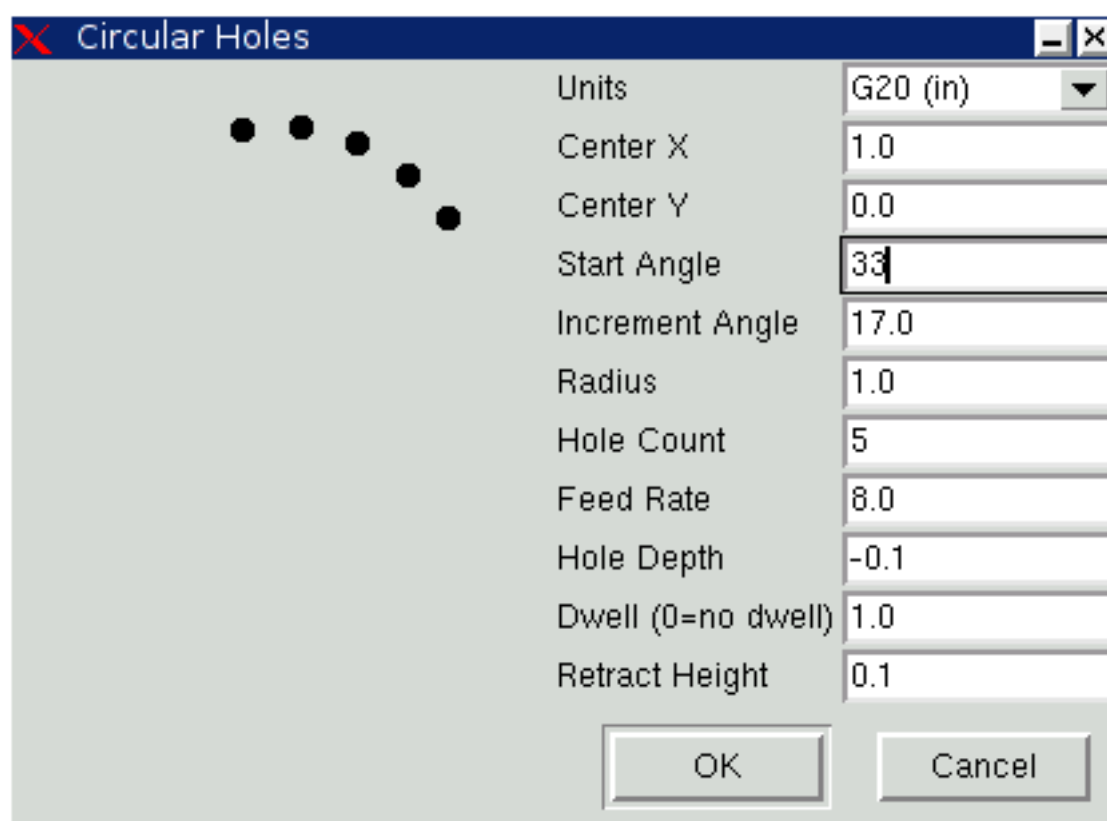 Circular Holes
Units G20 (in)
Center X 1.0
Center Y 0.0
Start Angle 33
Increment Angle 17.0
Radius 1.0
Hole Count 5
Feed Rate 8.0
Hole Depth -0.1
Dwell (0=no dwell) 1.0
Retract Height 0.1
OK Cancel